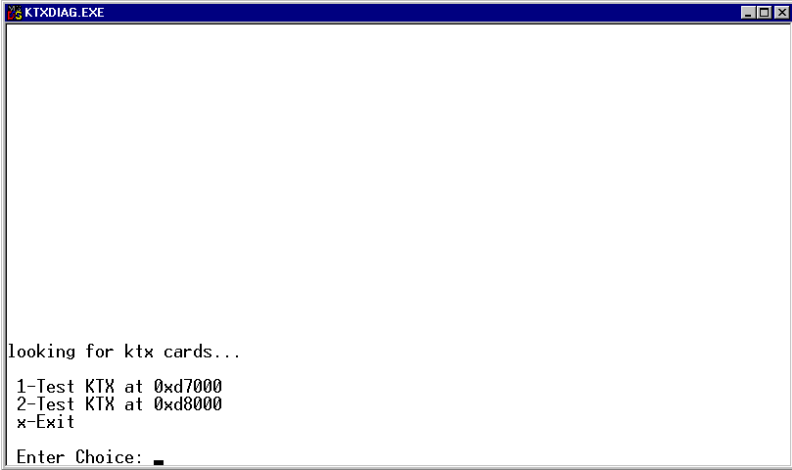 KTXDIAG.EXE
looking for ktx cards...
1-Test KTX at 0xd7000
2-Test KTX at 0xd8000
x-Exit
Enter Choice: